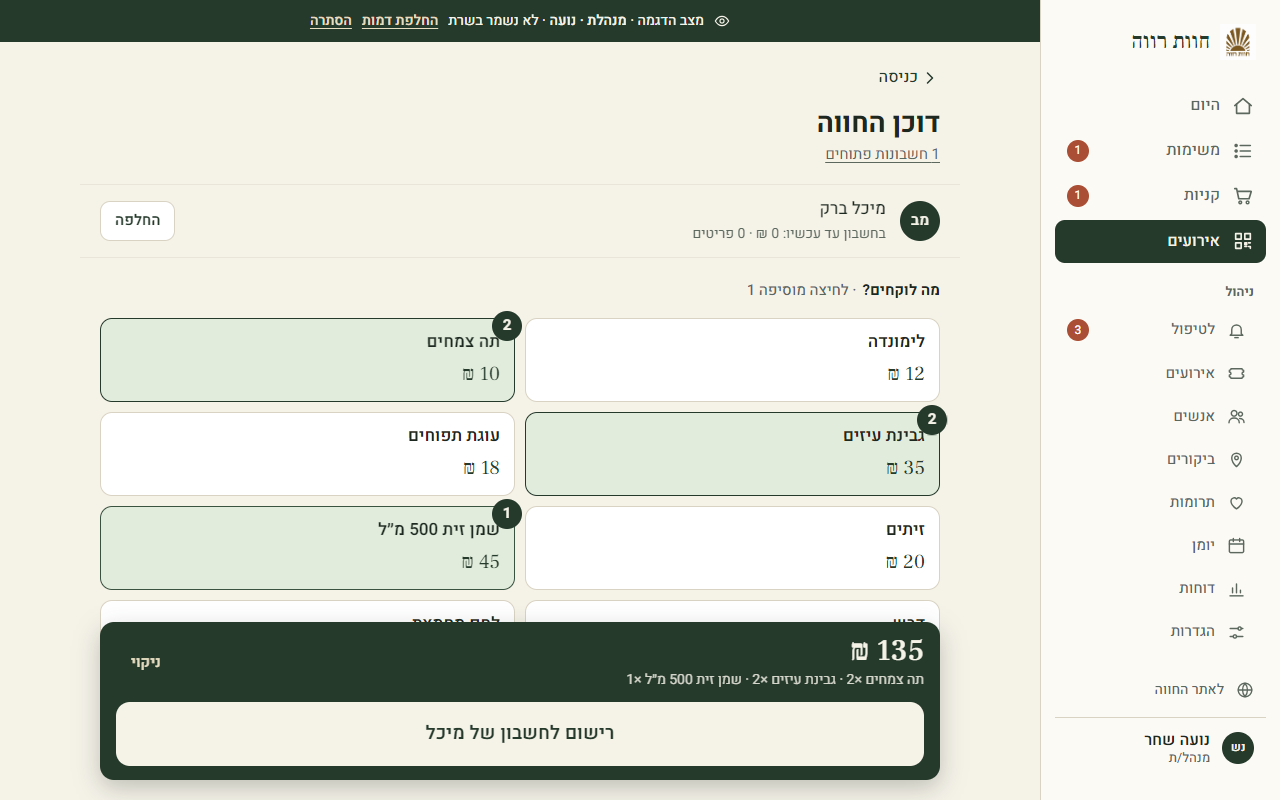 מצב הדגמה · מנהלת · נועה · לא נשמר בשרת החלפת דמות הסתרה
חוות רווה
היום
משימות 1
קניות 1
אירועים
ניהול
לטיפול 3
אירועים
אנשים
ביקורים
תרומות
יומן
דוחות
הגדרות
לאתר החווה
נש נועה שחר
מנהל/ת
כניסה
דוכן החווה
1 חשבונות פתוחים
מב מיכל ברק
בחשבון עד עכשיו: 0 ₪ · 0 פריטים
החלפה
מה לוקחים? · לחיצה מוסיפה 1
לימונדה
12 ₪
2
תה צמחים
10 ₪
2
גבינת עיזים
35 ₪
עוגת תפוחים
18 ₪
זיתים
20 ₪
1
שמן זית 500 מ״ל
45 ₪
דבש
לחם מחמצת
135 ₪
תה צמחים ×2 · גבינת עיזים ×2 · שמן זית 500 מ״ל ×1
ניקוי
רישום לחשבון של מיכל